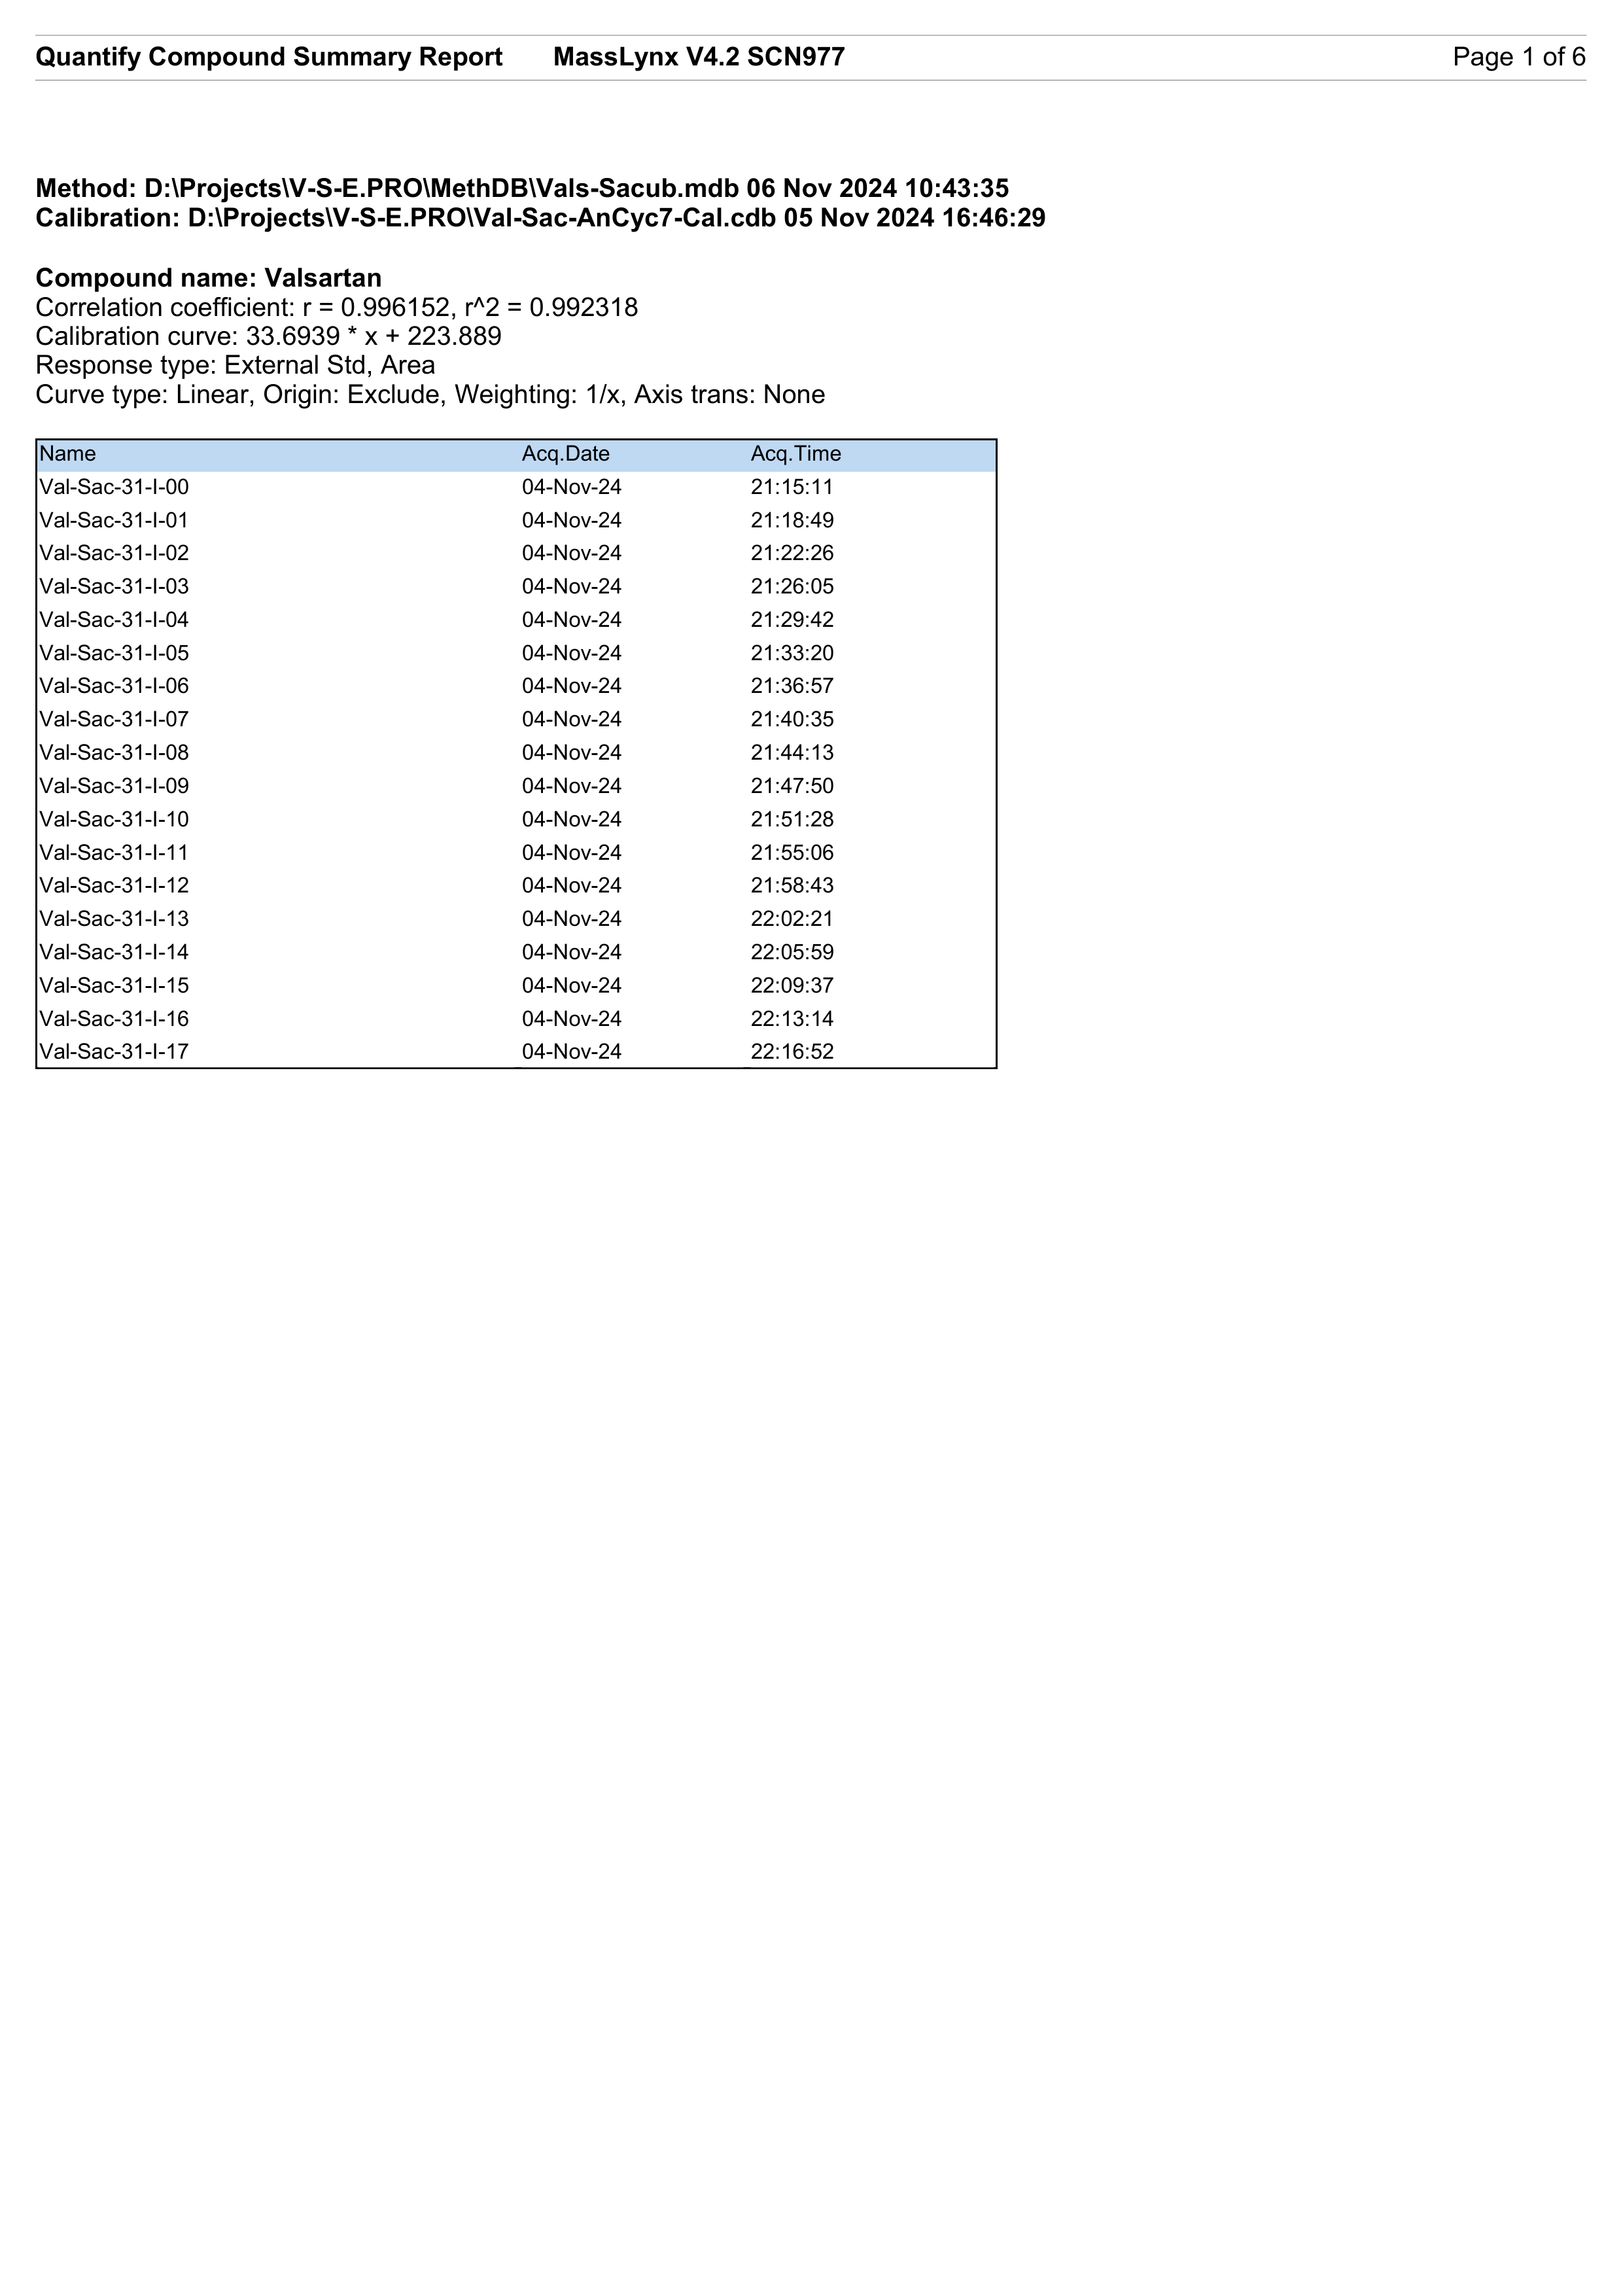 Quantify Compound Summary Report MassLynx V4.2 SCN977 Page 1 of 6
Method: D:\Projects\V-S-E.PRO\MethDB\Vals-Sacub.mdb 06 Nov 2024 10:43:35
Calibration: D:\Projects\V-S-E.PRO\Val-Sac-AnCyc7-Cal.cdb 05 Nov 2024 16:46:29
Compound name: Valsartan
Correlation coefficient: r = 0.996152, r^2 = 0.992318
Calibration curve: 33.6939 * x + 223.889
Response type: External Std, Area
Curve type: Linear, Origin: Exclude, Weighting: 1/x, Axis trans: None
Name Acq.Date Acq.Time
Val-Sac-31-I-00 04-Nov-24 21:15:11
Val-Sac-31-I-01 04-Nov-24 21:18:49
Val-Sac-31-I-02 04-Nov-24 21:22:26
Val-Sac-31-I-03 04-Nov-24 21:26:05
Val-Sac-31-I-04 04-Nov-24 21:29:42
Val-Sac-31-I-05 04-Nov-24 21:33:20
Val-Sac-31-I-06 04-Nov-24 21:36:57
Val-Sac-31-I-07 04-Nov-24 21:40:35
Val-Sac-31-I-08 04-Nov-24 21:44:13
Val-Sac-31-I-09 04-Nov-24 21:47:50
Val-Sac-31-I-10 04-Nov-24 21:51:28
Val-Sac-31-I-11 04-Nov-24 21:55:06
Val-Sac-31-I-12 04-Nov-24 21:58:43
Val-Sac-31-I-13 04-Nov-24 22:02:21
Val-Sac-31-I-14 04-Nov-24 22:05:59
Val-Sac-31-I-15 04-Nov-24 22:09:37
Val-Sac-31-I-16 04-Nov-24 22:13:14
Val-Sac-31-I-17 04-Nov-24 22:16:52